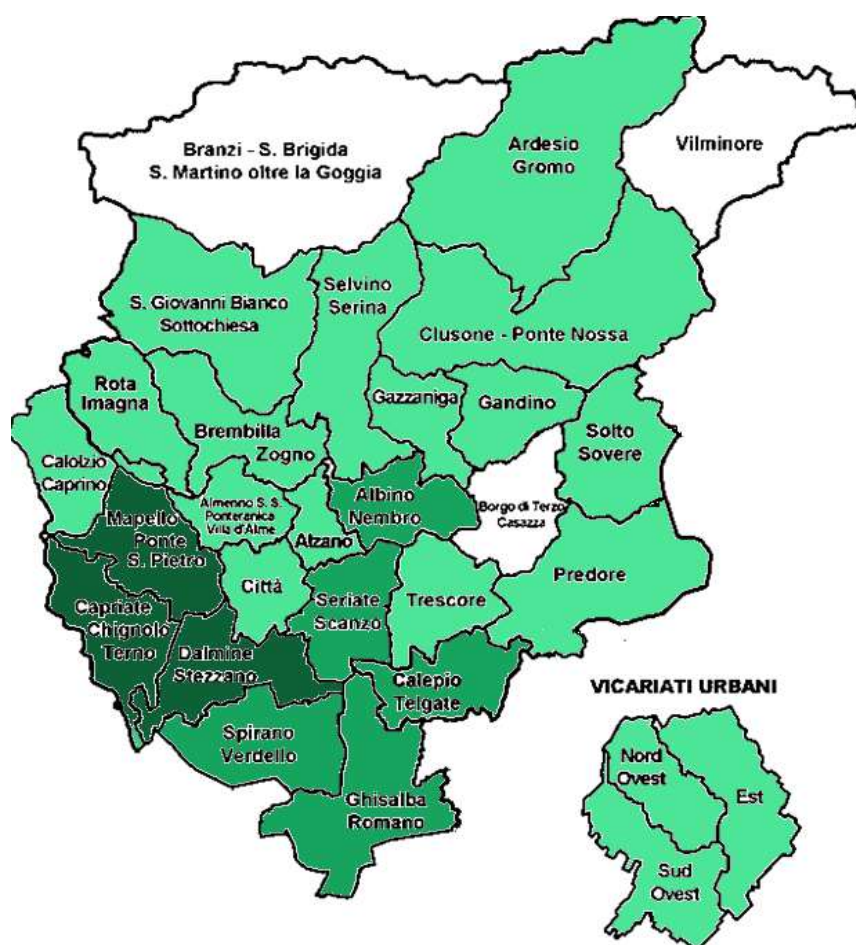 Branzi - S. Brigida
S. Martino oltre la Goggia
Ardesio
Gromo
Vilminore
S. Giovanni Bianco
Sottochiesa
Selvino
Serina
Clusone - Ponte Nossa
Rota
Imagna
Brembilla
Zogno
Gazzaniga
Gandino
Solto
Sovere
Calolzio
Caprino
Almenno S. S.
Ponteranica
Villa d'Alme
Alzano
Albino
Nembro
Borgo di Terzo
Casazza
Mapello
Ponte
S. Pietro
Città
Seriate
Scanzo
Trescore
Predore
Capriate
Chignolo
Terno
Dalmine
Stezzano
Calepio
Telgate
Spirano
Verdello
Ghisalba
Romano
VICARIATI URBANI
Nord
Ovest
Est
Sud
Ovest